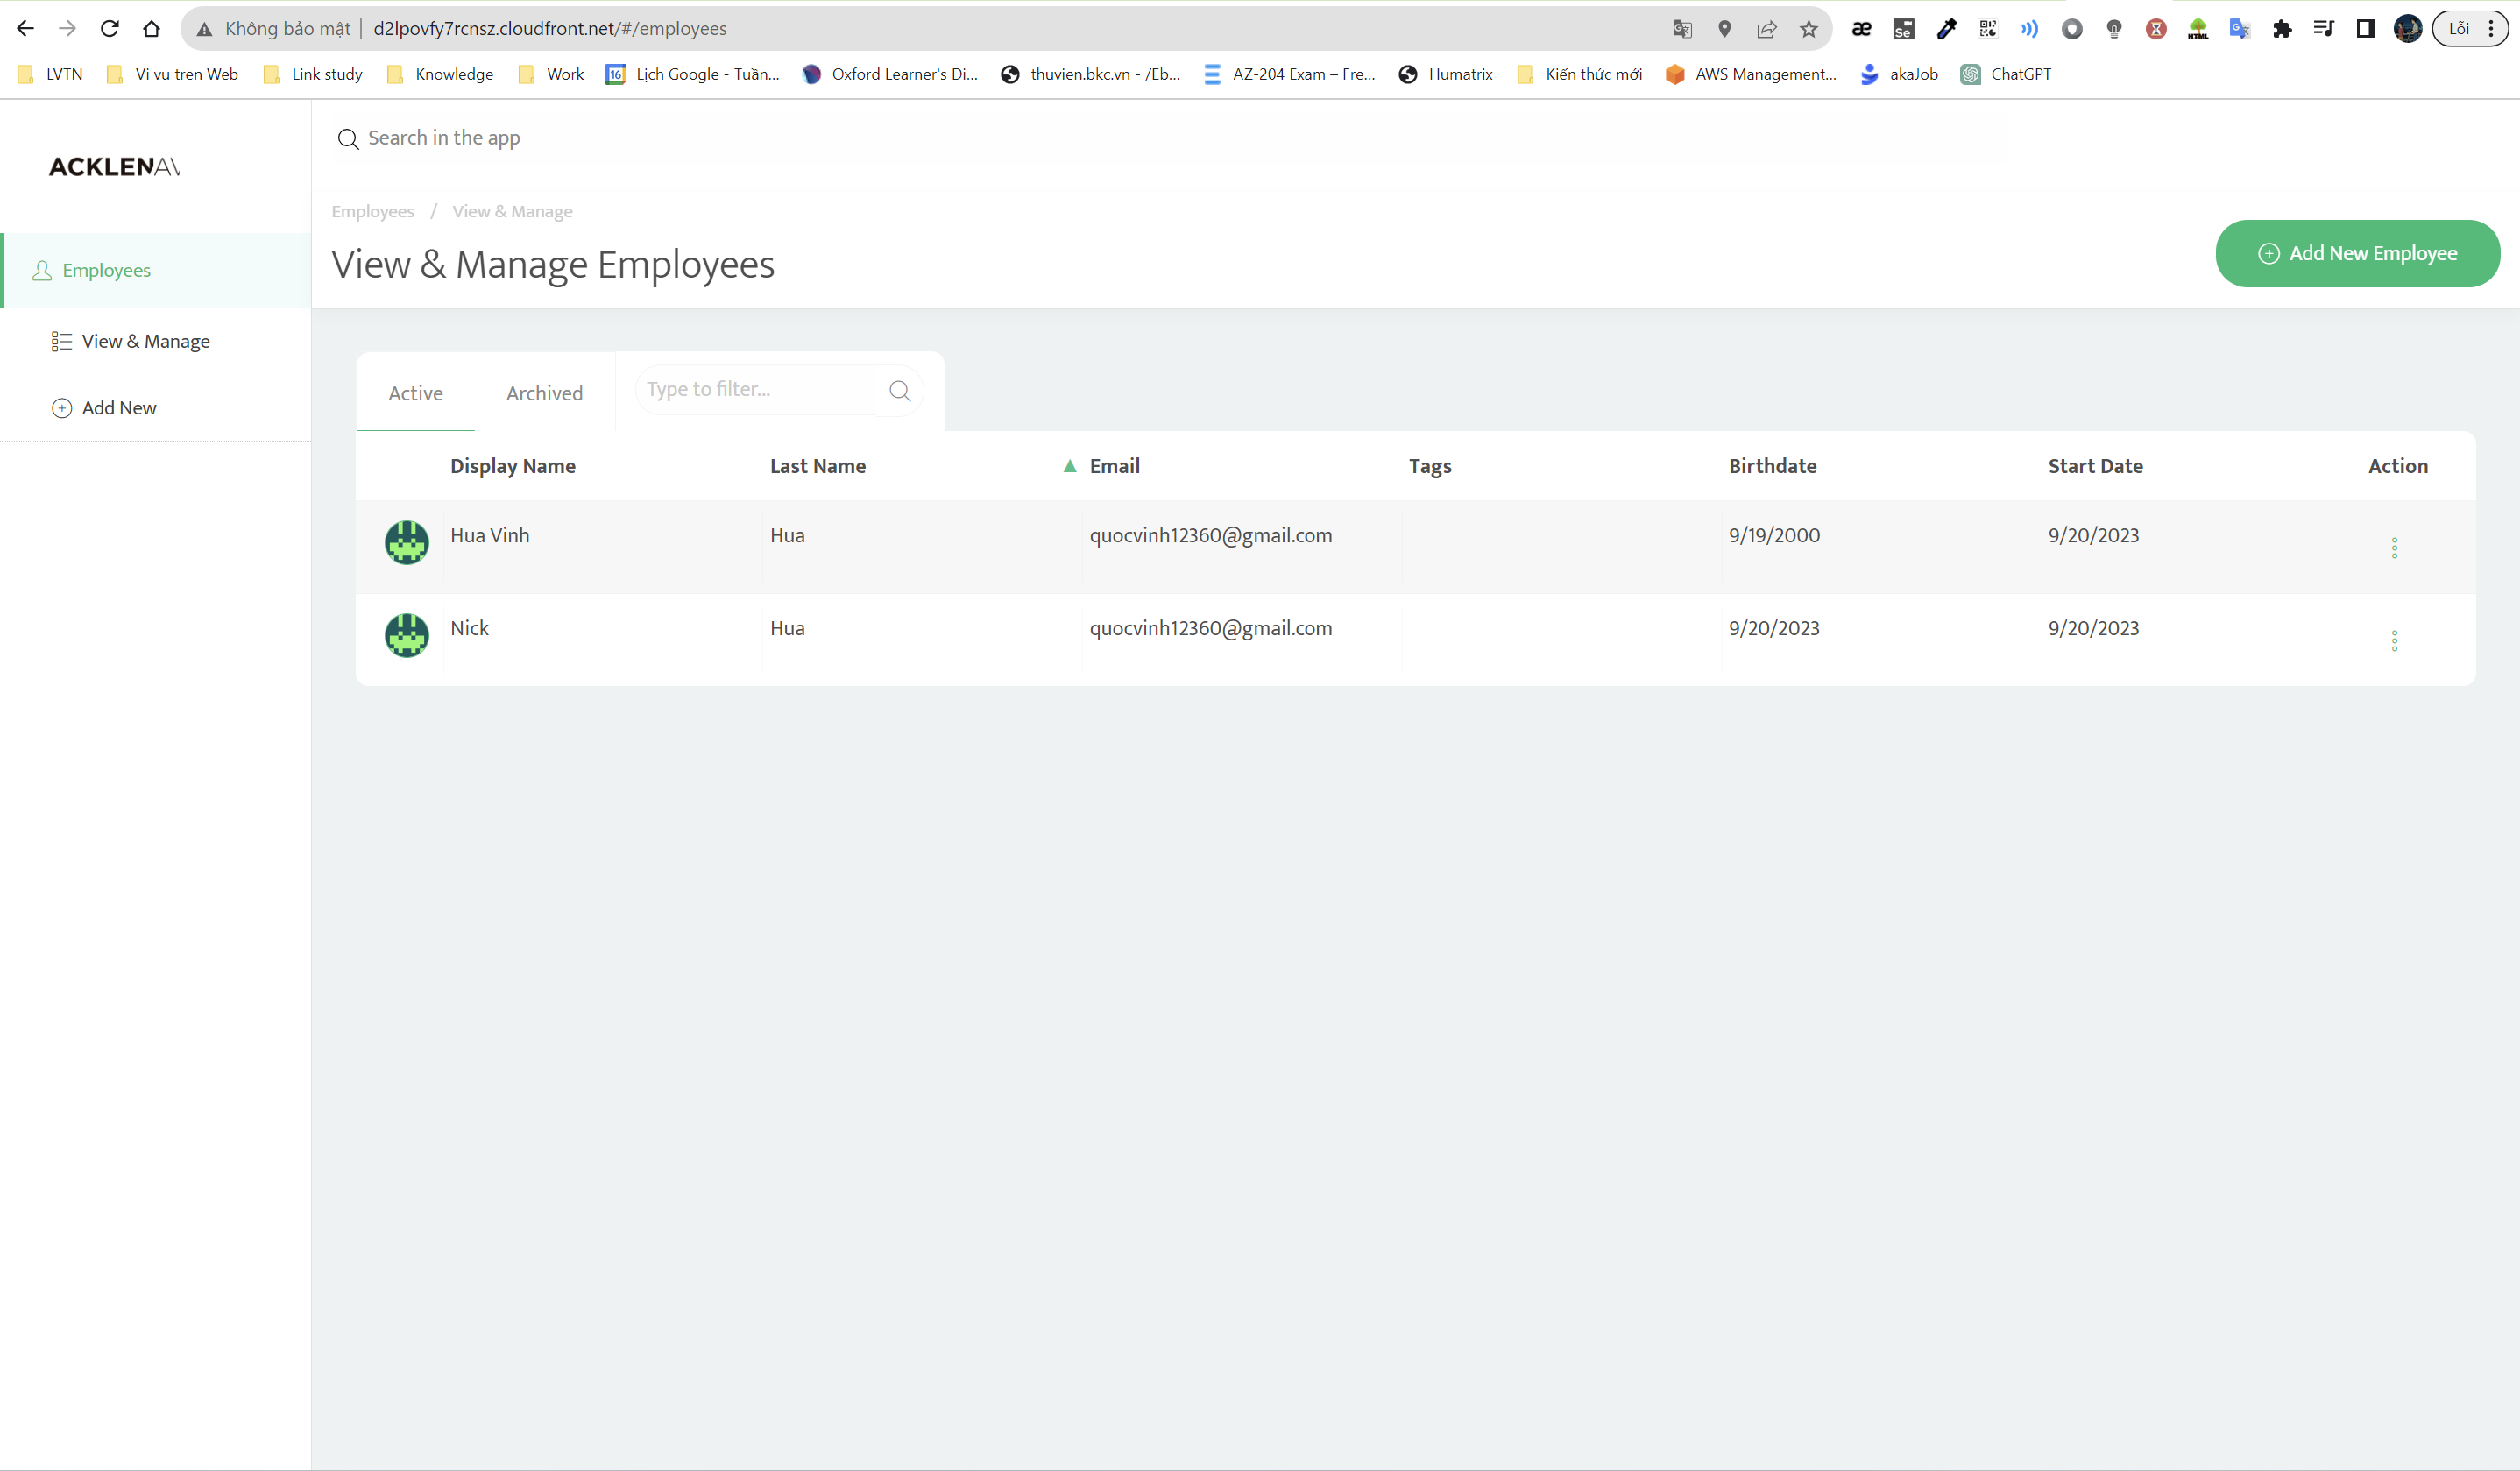 Không bảo mật | d2lpovfy7rcnsz.cloudfront.net/#/employees
Lỗi
LVTN
Vi vu tren Web
Link study
Knowledge
Work
16 Lịch Google - Tuần...
Oxford Learner's Di...
thuvien.bkc.vn - /Eb...
AZ-204 Exam – Fre...
Humatrix
Kiến thức mới
AWS Management...
akaJob
ChatGPT
ACKLENAV
Search in the app
Employees / View & Manage
View & Manage Employees
Add New Employee
Employees
View & Manage
Add New
Active Archived Type to filter...
Display Name Last Name Email Tags Birthdate Start Date Action
Hua Vinh Hua quocvinh12360@gmail.com 9/19/2000 9/20/2023
Nick Hua quocvinh12360@gmail.com 9/20/2023 9/20/2023